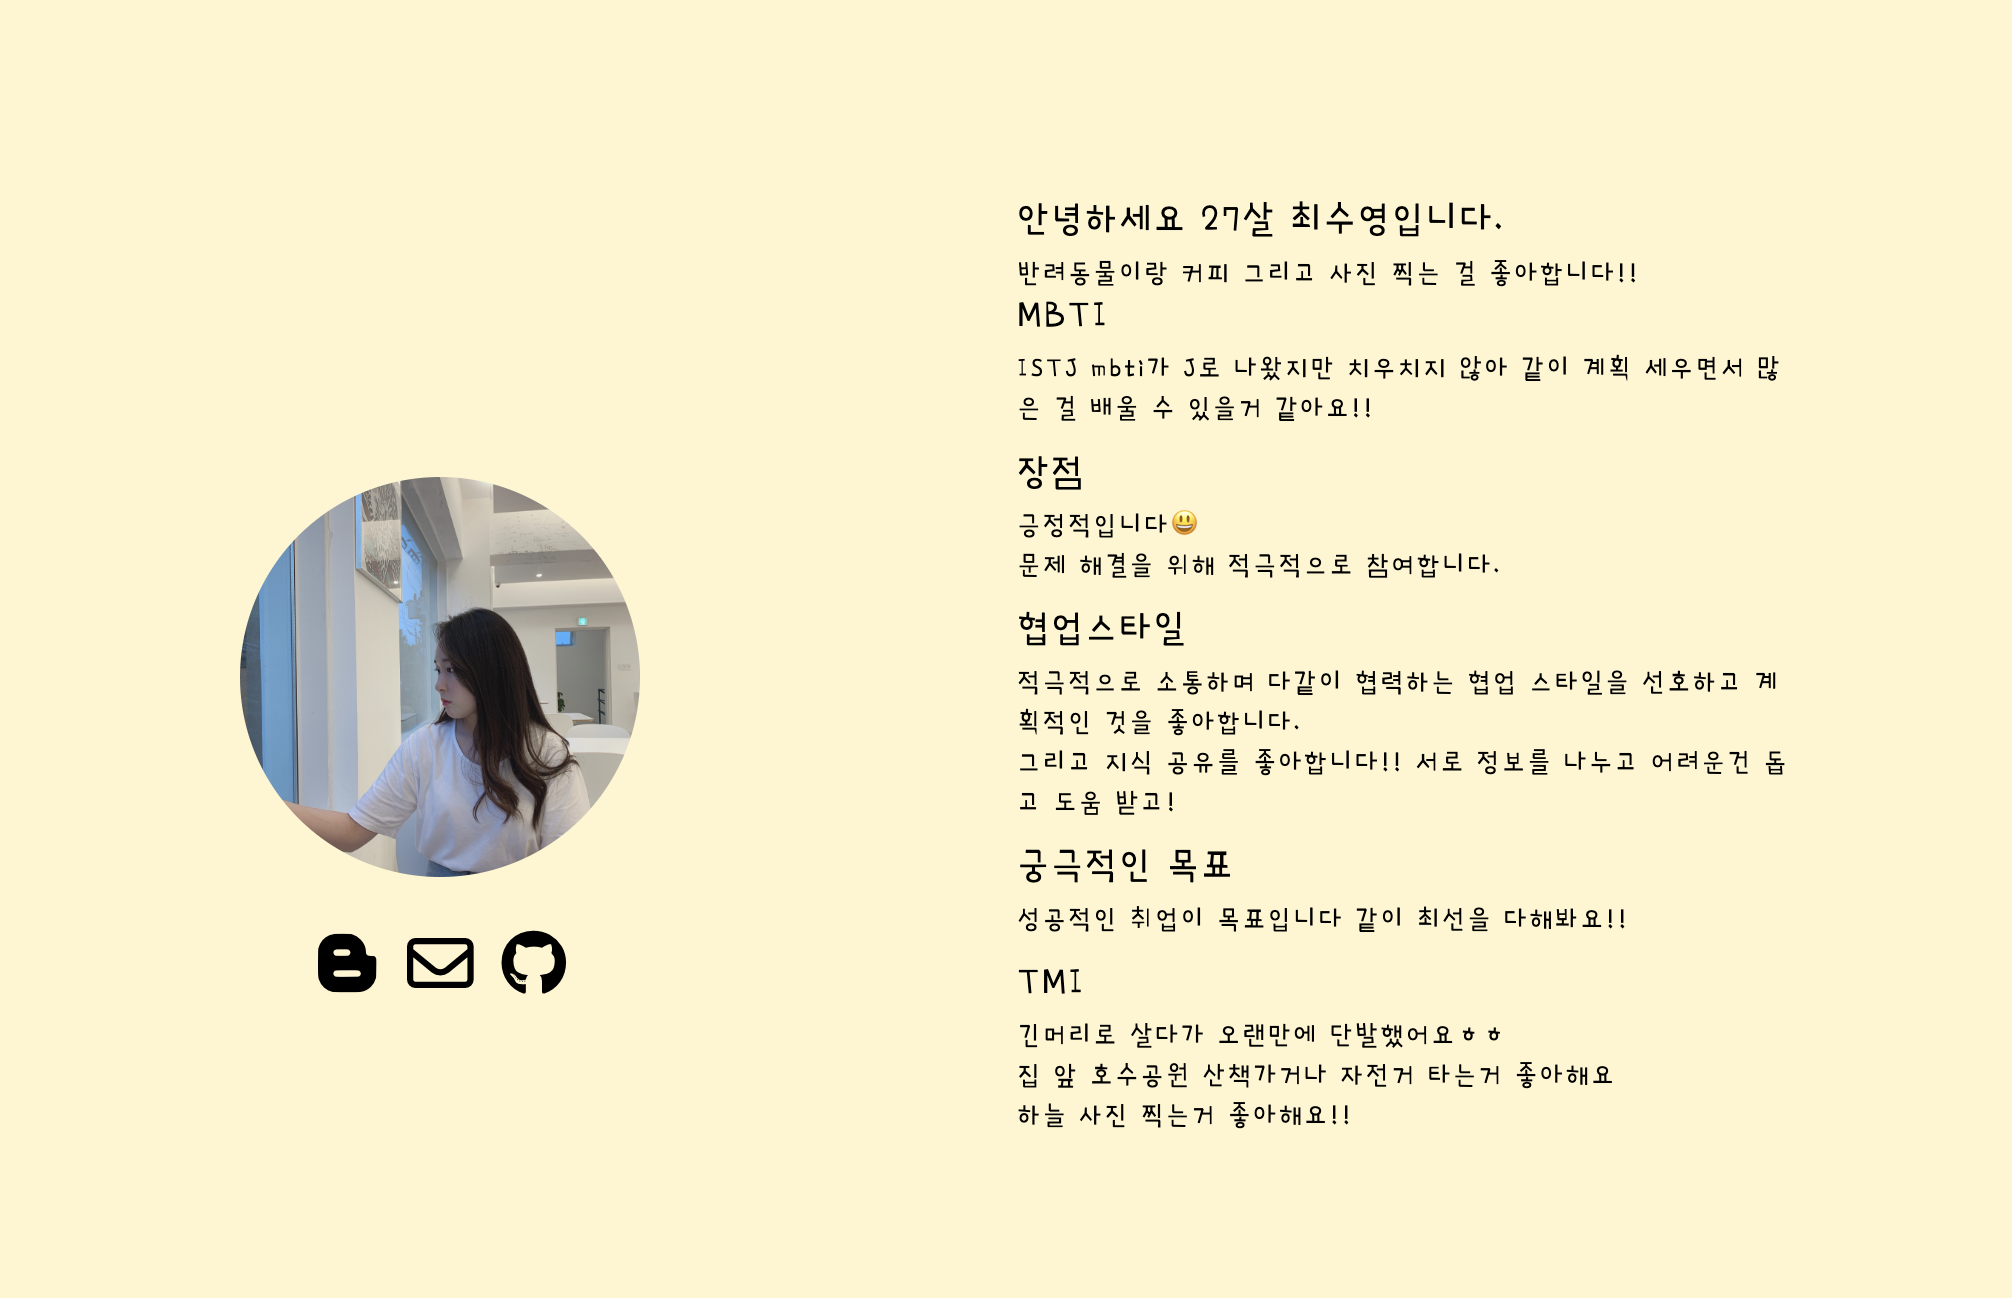 안녕하세요 27살 최수영입니다.
반려동물이랑 커피 그리고 사진 찍는 걸 좋아합니다!!
MBTI
ISTJ mbti가 J로 나왔지만 치우치지 않아 같이 계획 세우면서 많
은 걸 배울 수 있을거 같아요!!
장점
긍정적입니다😃
문제 해결을 위해 적극적으로 참여합니다.
협업스타일
적극적으로 소통하며 다같이 협력하는 협업 스타일을 선호하고 계
획적인 것을 좋아합니다.
그리고 지식 공유를 좋아합니다!! 서로 정보를 나누고 어려운건 돕
고 도움 받고!
궁극적인 목표
성공적인 취업이 목표입니다 같이 최선을 다해봐요!!
TMI
긴머리로 살다가 오랜만에 단발했어요ㅎㅎ
집 앞 호수공원 산책가거나 자전거 타는거 좋아해요
하늘 사진 찍는거 좋아해요!!